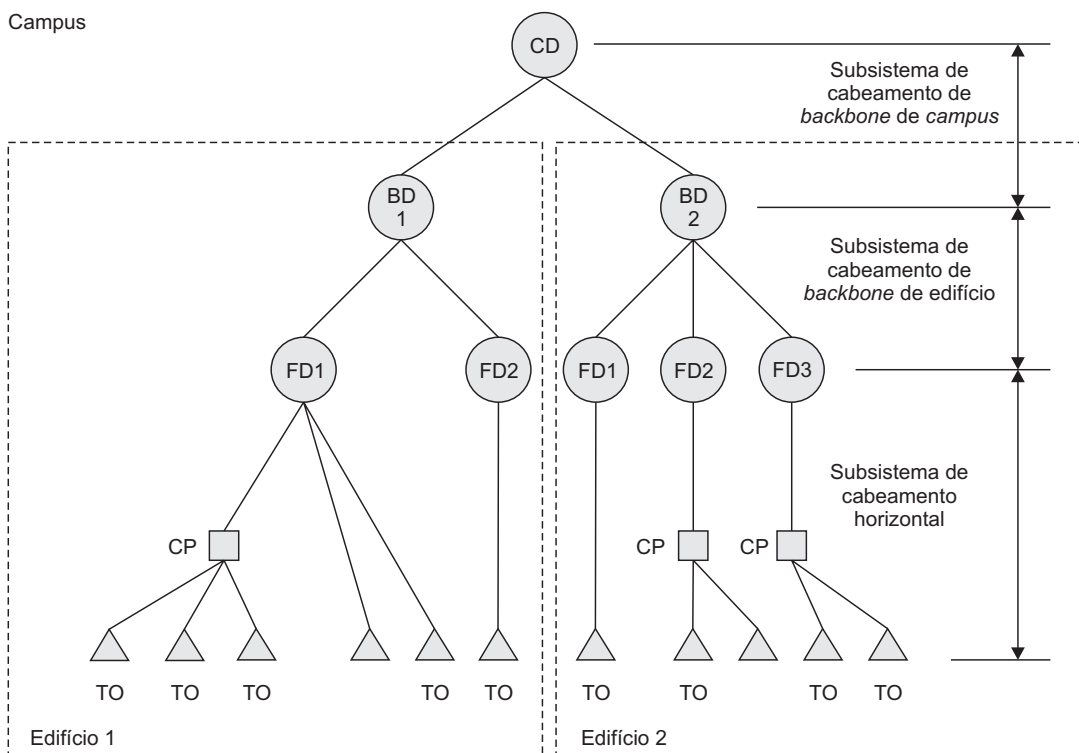 Campus
CD
Subsistema de
cabeamento de
backbone de campus
BD
1
BD
2
Subsistema de
cabeamento de
backbone de edifício
FD1
FD2
FD1
FD2
FD3
Subsistema de
cabeamento
horizontal
CP
CP
CP
TO
TO
TO
TO
TO
TO
TO
TO
TO
Edifício 1
Edifício 2